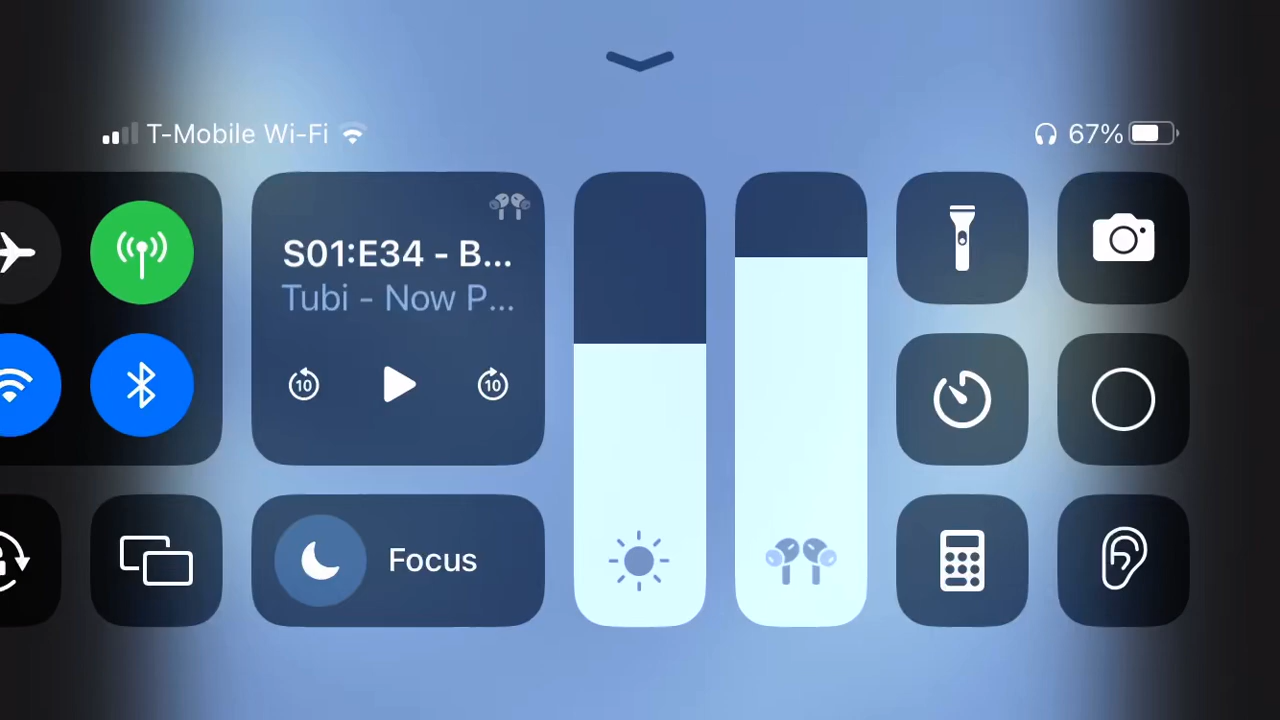 T-Mobile Wi-Fi
67%
S01:E34 - B...
Tubi - Now P...
10
10
Focus